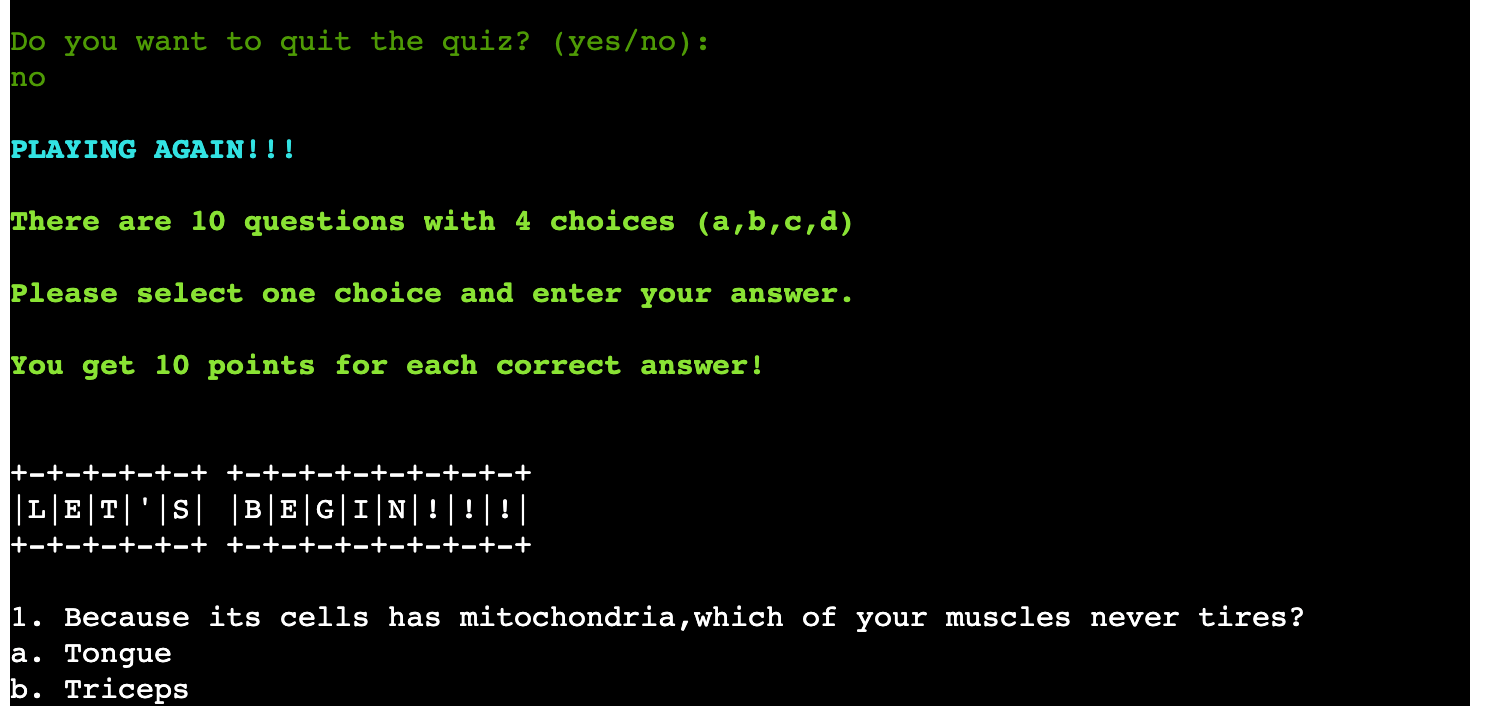 Do you want to quit the quiz? (yes/no):
no
PLAYING AGAIN!!!
There are 10 questions with 4 choices (a,b,c,d)
Please select one choice and enter your answer.
You get 10 points for each correct answer!
+-+-+-+-+-+ +-+-+-+-+-+-+-+-+
|L|E|T|'|S| |B|E|G|I|N|!|!|!|
+-+-+-+-+-+ +-+-+-+-+-+-+-+-+
1. Because its cells has mitochondria,which of your muscles never tires?
a. Tongue
b. Triceps